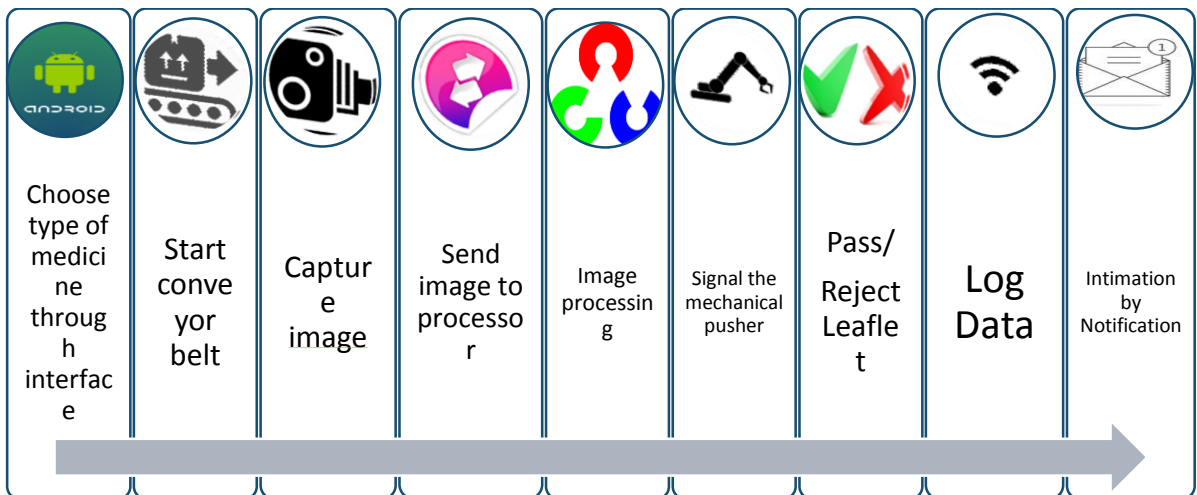 ANDROID
Choose
type of
medici
ne
throug
h
interfac
e
Start
conve
yor
belt
Captur
e
image
Send
image to
processo
r
Image
processin
g
Signal the
mechanical
pusher
Pass/
Reject
Leafle
t
Log
Data
1
Intimation
by
Notification